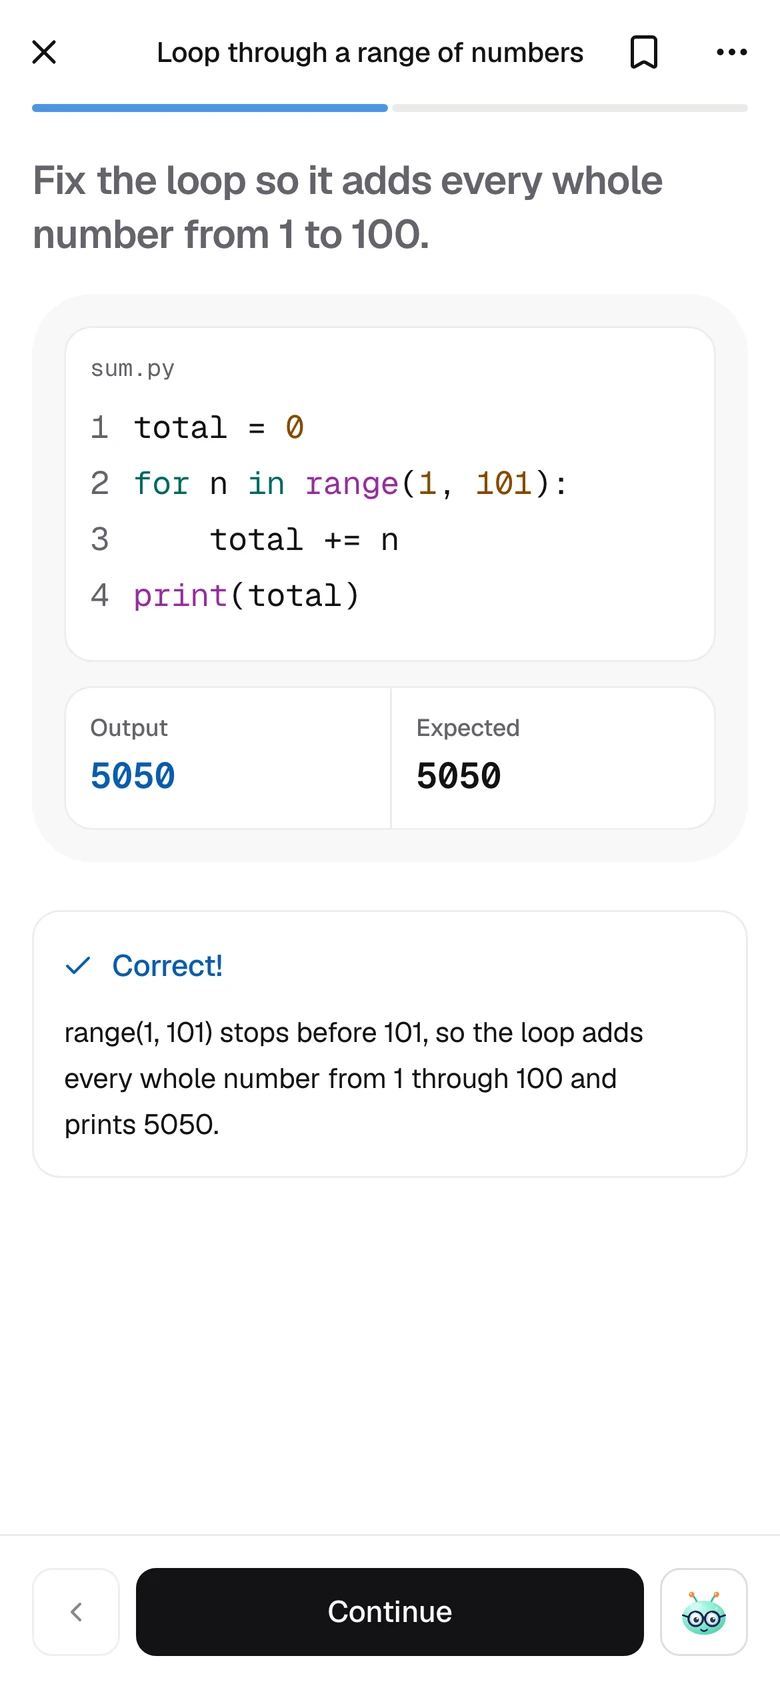 Loop through a range of numbers
Fix the loop so it adds every whole
number from 1 to 100.
sum.py
1 total = 0
2 for n in range(1, 101):
3     total += n
4 print(total)
Output
5050
Expected
5050
Correct!
range(1, 101) stops before 101, so the loop adds
every whole number from 1 through 100 and
prints 5050.
Continue